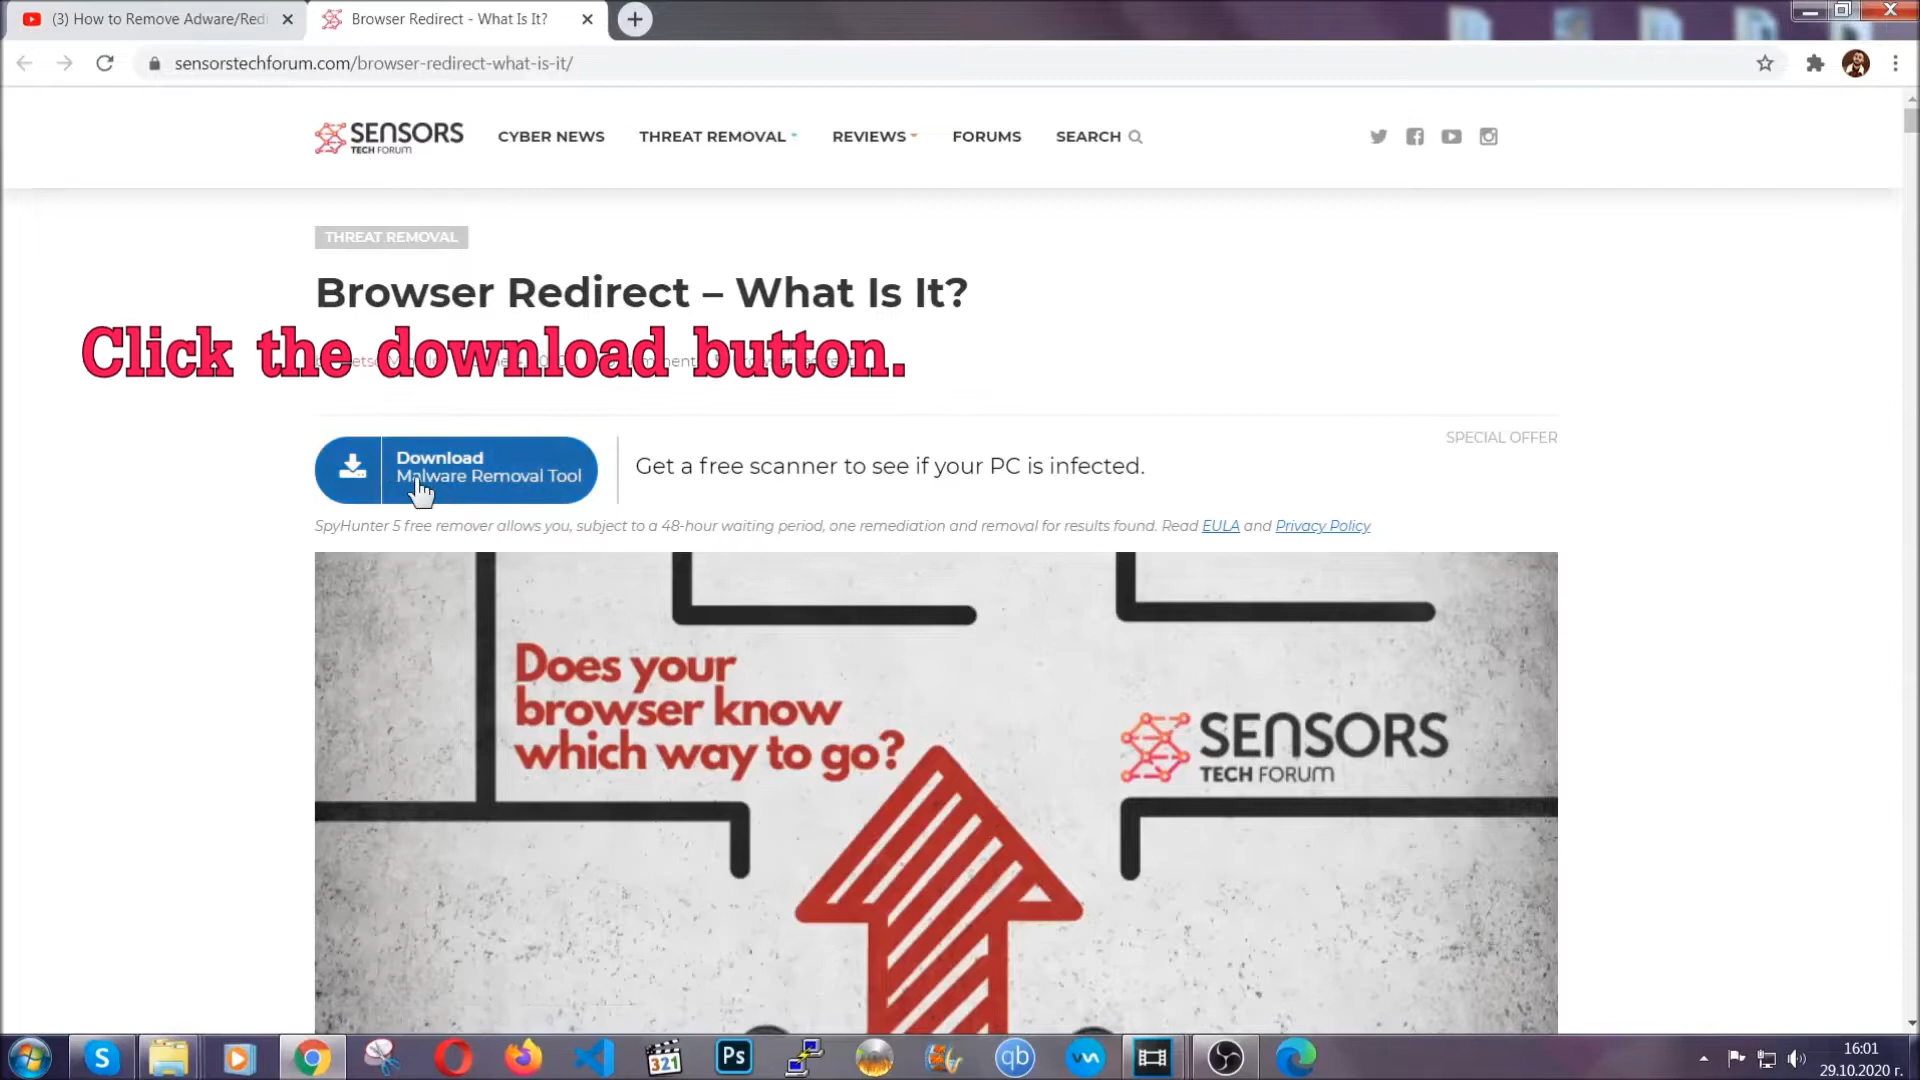 (3) How to Remove Adware/Redi
Browser Redirect - What Is It?
sensorstechforum.com/browser-redirect-what-is-it/
SENSORS
TECH FORUM
CYBER NEWS
THREAT REMOVAL
REVIEWS
FORUMS
SEARCH
THREAT REMOVAL
Browser Redirect – What Is It?
Click the download button.
SPECIAL OFFER
Download
Malware Removal Tool
Get a free scanner to see if your PC is infected.
SpyHunter 5 free remover allows you, subject to a 48-hour waiting period, one remediation and removal for results found. Read EULA and Privacy Policy
Does your
browser know
which way to go?
SENSORS
TECH FORUM
321
Ps
qb
16:01
29.10.2020 г.